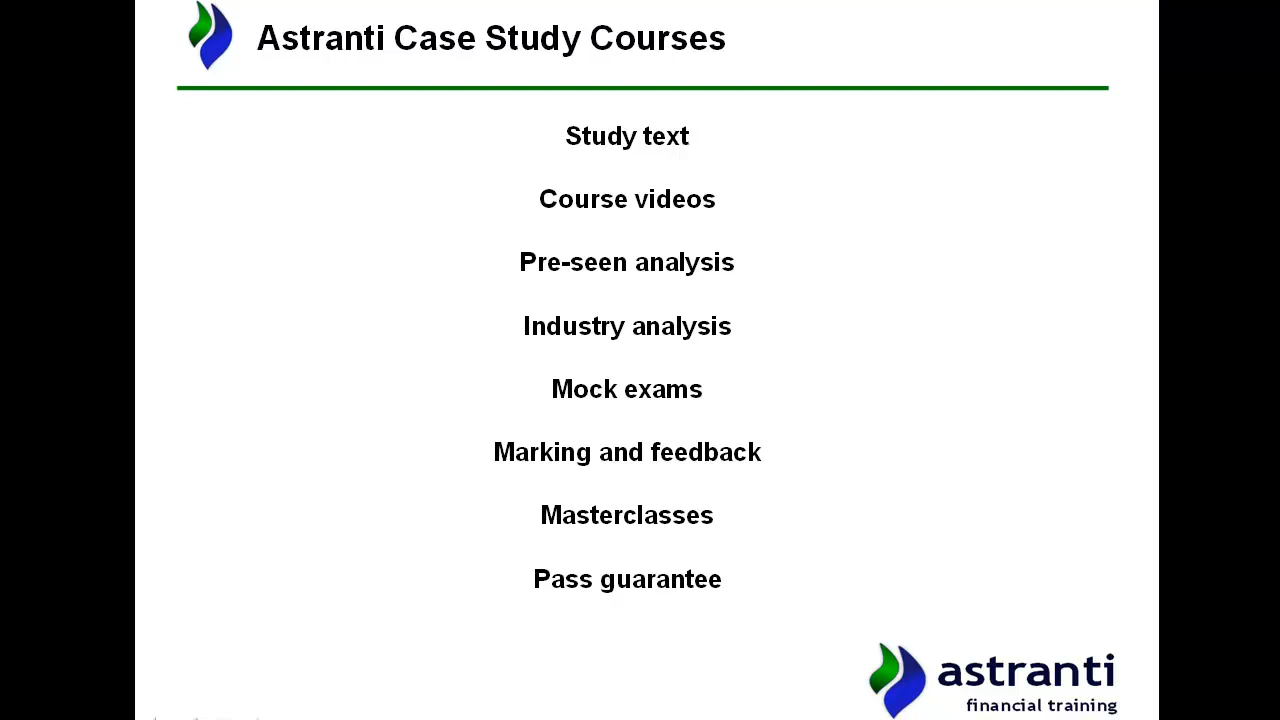 Astranti Case Study Courses
Study text
Course videos
Pre-seen analysis
Industry analysis
Mock exams
Marking and feedback
Masterclasses
Pass guarantee
astranti
financial training